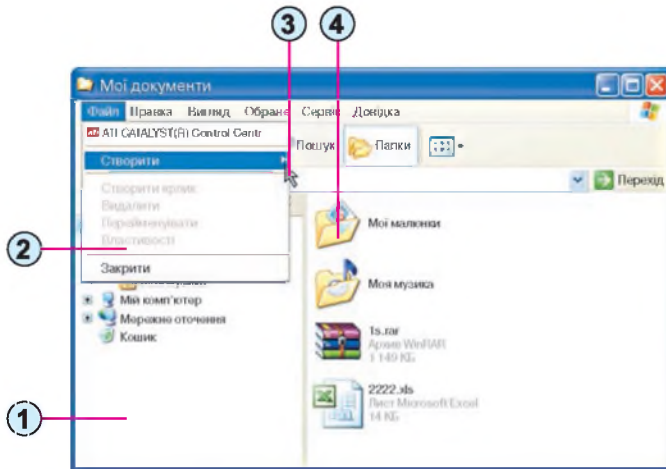 3 4
Мої документи
Файл Правка Вигляд Обране Сервіс Довідка
ATI CATALYST(R) Control Centr
Пошук Папки
Створити
Перехід
Створити ярлик
Видалити
Перейменувати
Властивості
Закрити
Мій комп'ютер
Мережне оточення
Кошик
Мої малюнки
Моя музика
1s.rar
Архив WinRAR
1 149 КБ
2222.xls
Лист Microsoft Excel
14 КБ
2
1